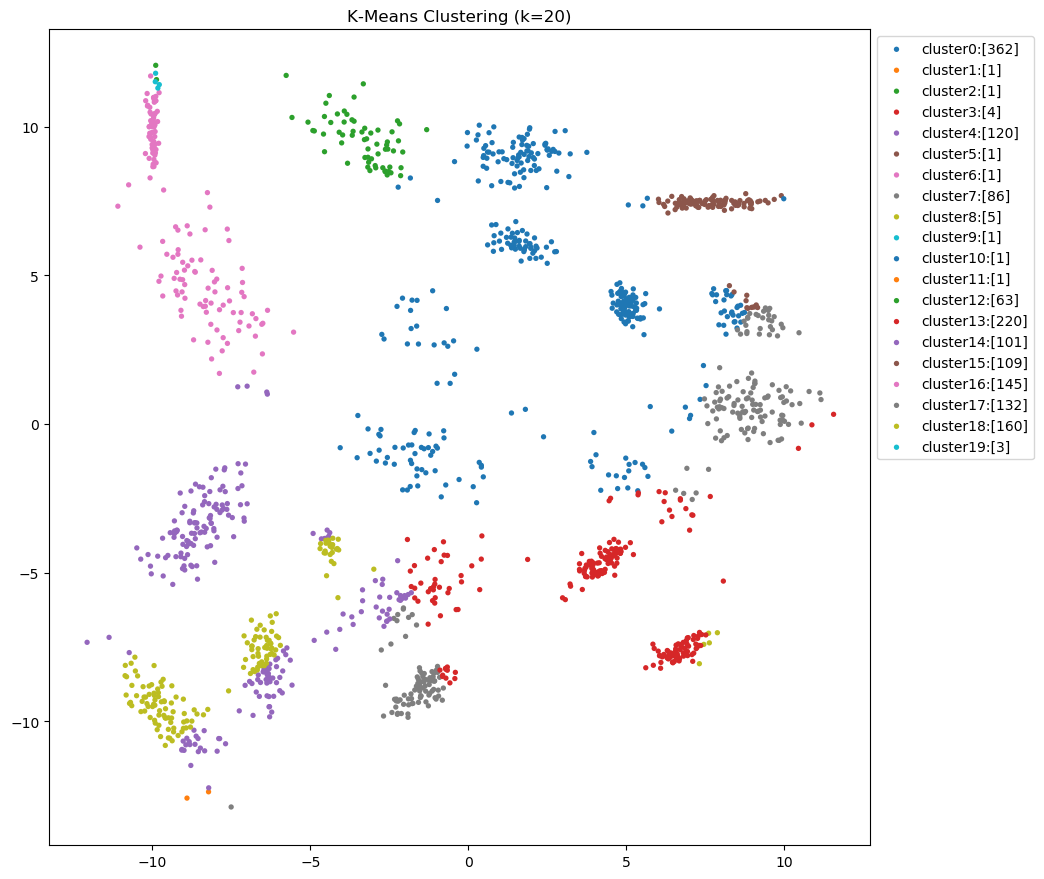 K-Means Clustering (k=20)
10
5
0
−5
−10
−10
−5
0
5
10
cluster0:[362]
cluster1:[1]
cluster2:[1]
cluster3:[4]
cluster4:[120]
cluster5:[1]
cluster6:[1]
cluster7:[86]
cluster8:[5]
cluster9:[1]
cluster10:[1]
cluster11:[1]
cluster12:[63]
cluster13:[220]
cluster14:[101]
cluster15:[109]
cluster16:[145]
cluster17:[132]
cluster18:[160]
cluster19:[3]